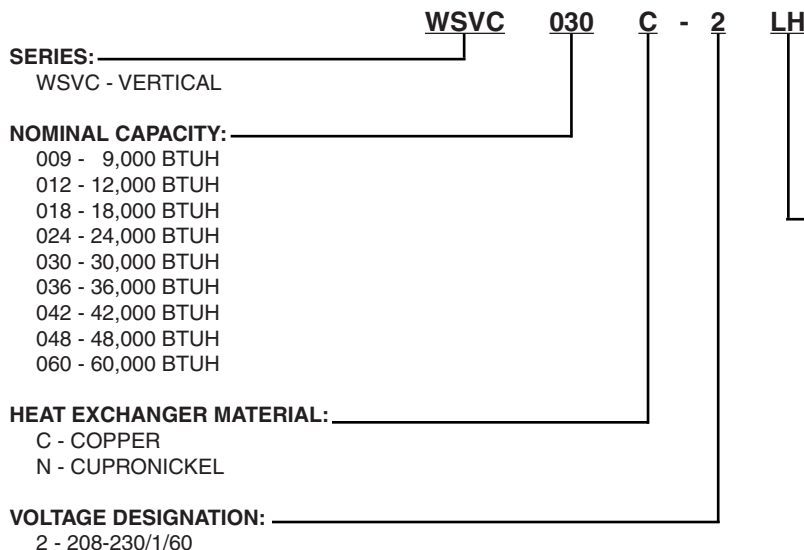 WSVC 030 C - 2 LH
SERIES:
WSVC - VERTICAL
NOMINAL CAPACITY:
009 - 9,000 BTUH
012 - 12,000 BTUH
018 - 18,000 BTUH
024 - 24,000 BTUH
030 - 30,000 BTUH
036 - 36,000 BTUH
042 - 42,000 BTUH
048 - 48,000 BTUH
060 - 60,000 BTUH
HEAT EXCHANGER MATERIAL:
C - COPPER
N - CUPRONICKEL
VOLTAGE DESIGNATION:
2 - 208-230/1/60